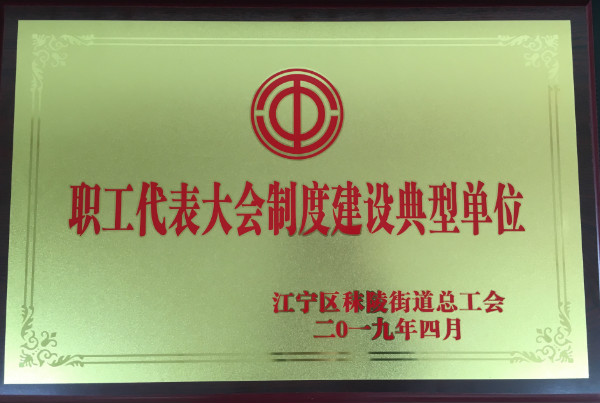 职工代表大会制度建设典型单位
江宁区秣陵街道总工会
二0一九年四月